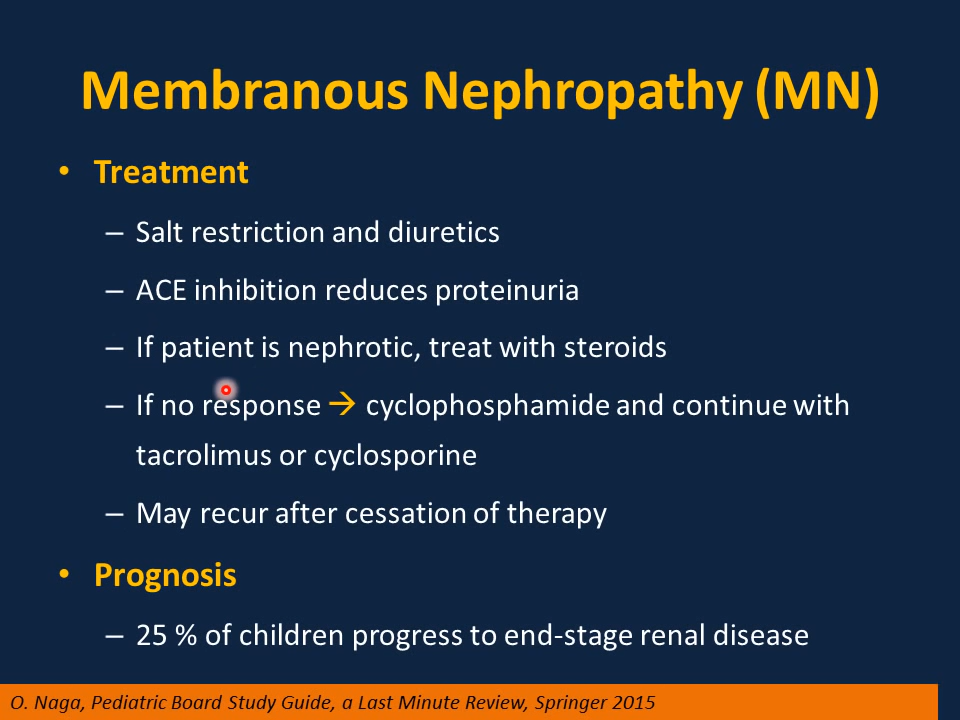 Membranous Nephropathy (MN)
• Treatment
– Salt restriction and diuretics
– ACE inhibition reduces proteinuria
– If patient is nephrotic, treat with steroids
– If no response → cyclophosphamide and continue with
tacrolimus or cyclosporine
– May recur after cessation of therapy
• Prognosis
– 25 % of children progress to end-stage renal disease
O. Naga, Pediatric Board Study Guide, a Last Minute Review, Springer 2015